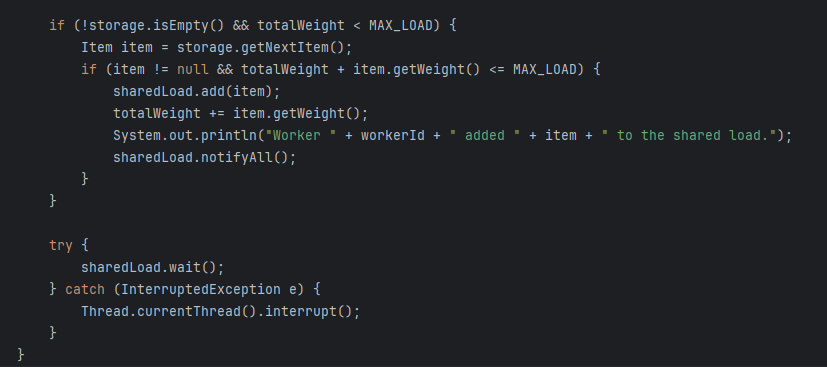 if (!storage.isEmpty() && totalWeight < MAX_LOAD) {
Item item = storage.getNextItem();
if (item != null && totalWeight + item.getWeight() <= MAX_LOAD) {
sharedLoad.add(item);
totalWeight += item.getWeight();
System.out.println("Worker " + workerId + " added " + item + " to the shared load.");
sharedLoad.notifyAll();
}
}
try {
sharedLoad.wait();
} catch (InterruptedException e) {
Thread.currentThread().interrupt();
}
}